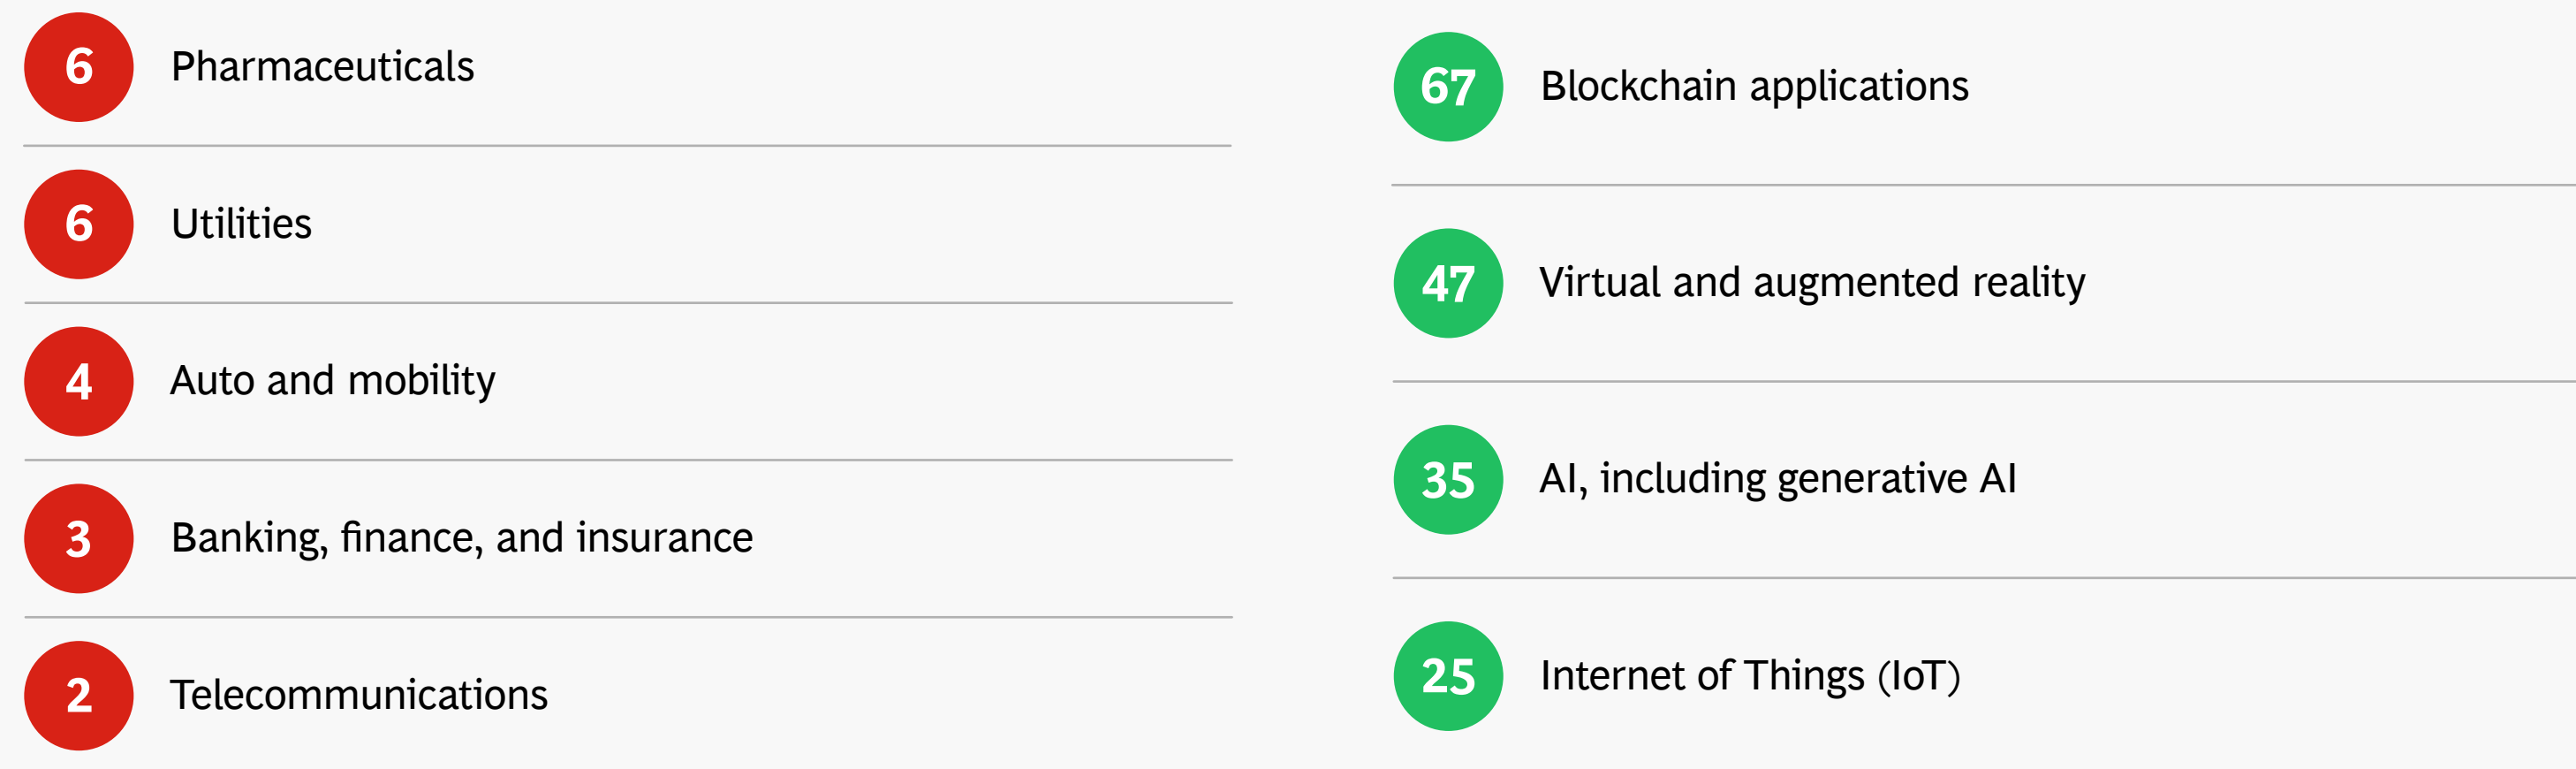 6 Pharmaceuticals
6 Utilities
4 Auto and mobility
3 Banking, finance, and insurance
2 Telecommunications
67 Blockchain applications
47 Virtual and augmented reality
35 AI, including generative AI
25 Internet of Things (IoT)